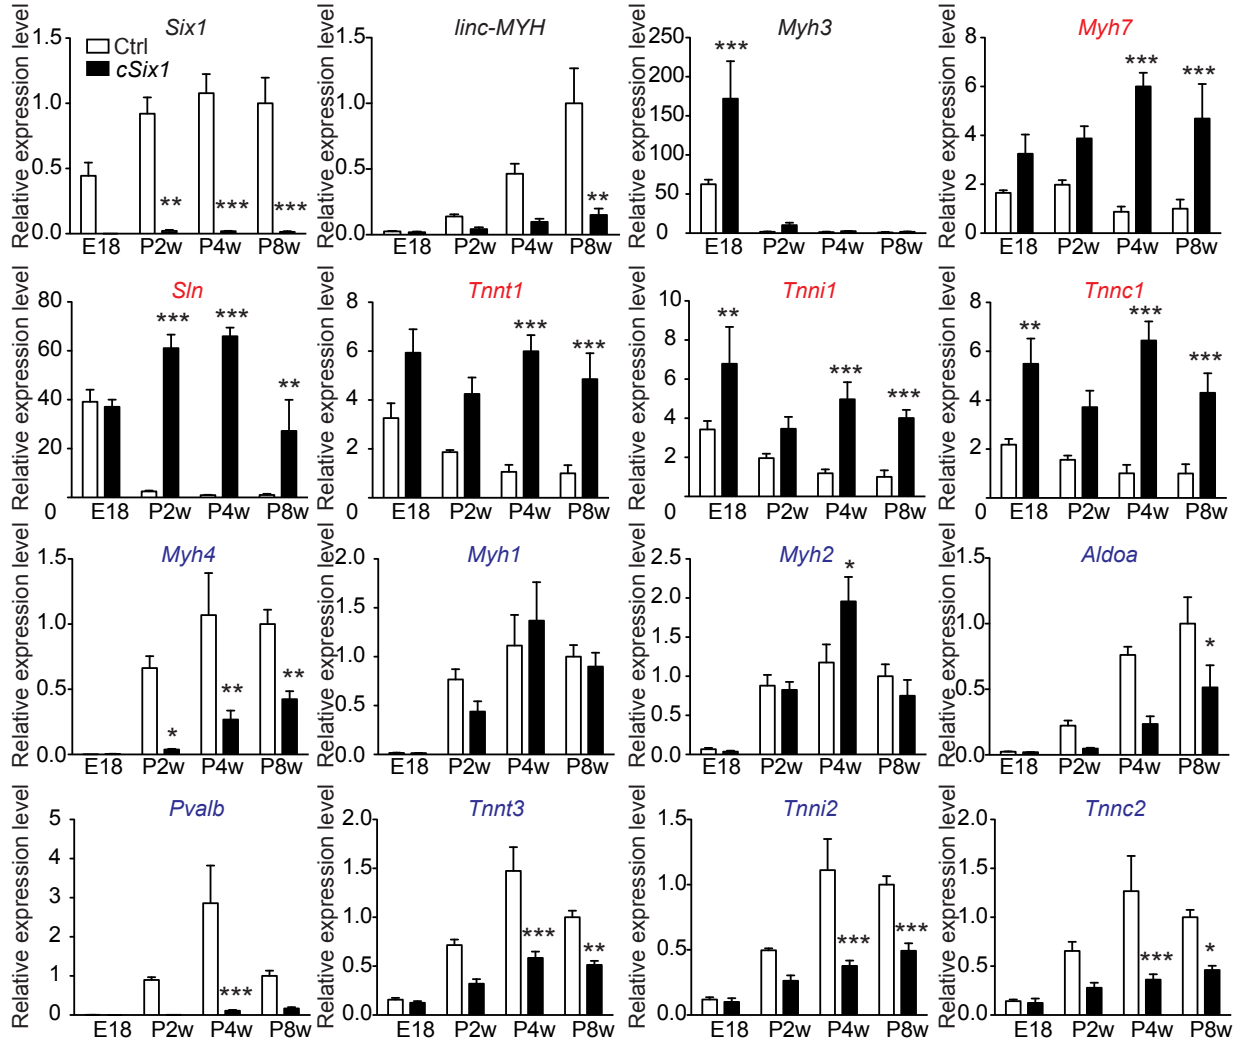 Six1
Relative expression level
1.5
1.0
0.5
0.0
Ctrl
cSix1
** *** ***
E18 P2w P4w P8w
linc-MYH
Relative expression level
1.5
1.0
0.5
0.0
**
E18 P2w P4w P8w
Myh3
Relative expression level
250
200
150
100
50
0
***
E18 P2w P4w P8w
Myh7
Relative expression level
8
6
4
2
0
*** ***
E18 P2w P4w P8w
Sln
Relative expression level
80
60
40
20
0
*** *** **
E18 P2w P4w P8w
Tnnt1
Relative expression level
8
6
4
2
0
*** ***
E18 P2w P4w P8w
Tnni1
Relative expression level
10
8
6
4
2
0
** *** ***
E18 P2w P4w P8w
Tnnc1
Relative expression level
8
6
4
2
0
** *** ***
E18 P2w P4w P8w
Myh4
Relative expression level
1.5
1.0
0.5
0.0
* ** **
E18 P2w P4w P8w
Myh1
Relative expression level
2.0
1.5
1.0
0.5
0.0
E18 P2w P4w P8w
Myh2
Relative expression level
2.5
2.0
1.5
1.0
0.5
0.0
*
E18 P2w P4w P8w
Aldoa
Relative expression level
1.5
1.0
0.5
0.0
*
E18 P2w P4w P8w
Pvalb
Relative expression level
5
4
3
2
1
0
***
E18 P2w P4w P8w
Tnnt3
Relative expression level
2.0
1.5
1.0
0.5
0.0
*** **
E18 P2w P4w P8w
Tnni2
Relative expression level
1.5
1.0
0.5
0.0
*** ***
E18 P2w P4w P8w
Tnnc2
Relative expression level
2.0
1.5
1.0
0.5
0.0
*** *
E18 P2w P4w P8w